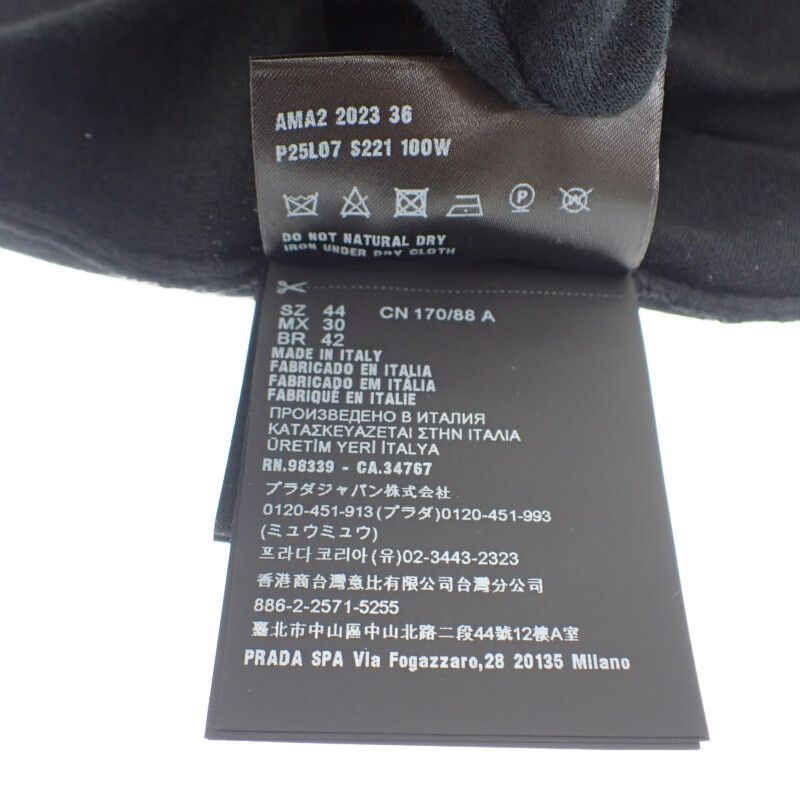 AMA2 2023 36
P25L07 S221 100W
P
W
DO NOT NATURAL DRY
IRON UNDER DRY CLOTH
SZ 44 CN 170/88 A
MX 30
BR 42
MADE IN ITALY
FABRICADO EN ITALIA
FABRICADO EM ITÁLIA
FABRIQUÉ EN ITALIE
ПРОИЗВЕДЕНО В ИТАЛИЯ
ΚΑΤΑΣΚΕΥΑΖΕΤΑΙ ΣΤΗΝ ΙΤΑΛΙΑ
ÜRETİM YERİ İTALYA
RN.98339 - CA.34767
プラダジャパン株式会社
0120-451-913(プラダ)0120-451-993
(ミュウミュウ)
프라다코리아(유)02-3443-2323
香港商台灣意比有限公司台灣分公司
886-2-2571-5255
臺北市中山區中山北路二段44號12樓A室
PRADA SPA Via Fogazzaro,28 20135 Milano